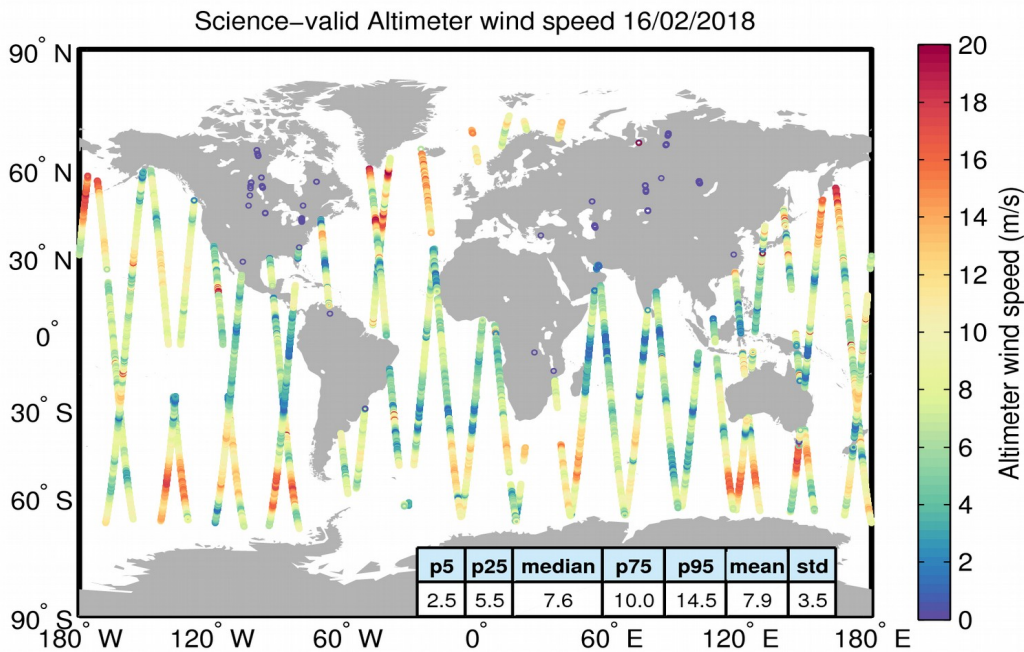 Science−valid Altimeter wind speed 16/02/2018
90° N
60° N
30° N
0°
30° S
60° S
90° S
180° W
120° W
60° W
0°
60° E
120° E
180° E
p5 p25 median p75 p95 mean std
2.5 5.5 7.6 10.0 14.5 7.9 3.5
20
18
16
14
12
10
8
6
4
2
0
Altimeter wind speed (m/s)